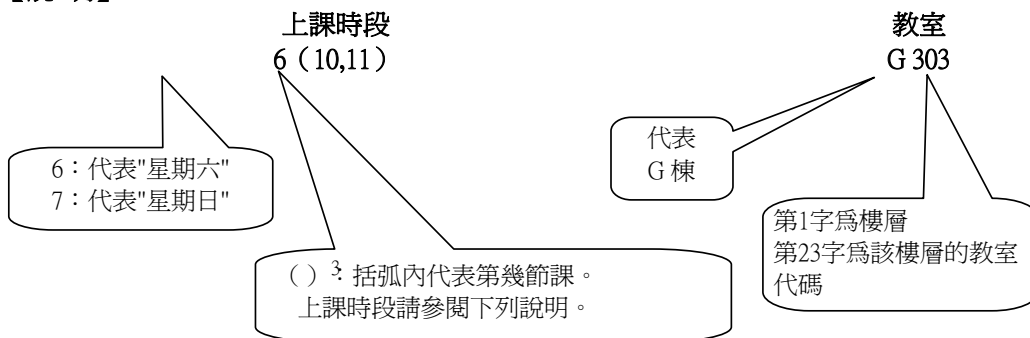 上課時段
6（10,11）
教室
G 303
代表
G 棟
6：代表"星期六"
7：代表"星期日"
第1字爲樓層
第23字爲該樓層的教室
代碼
（ ）3：括弧內代表第幾節課。
上課時段請參閱下列說明。